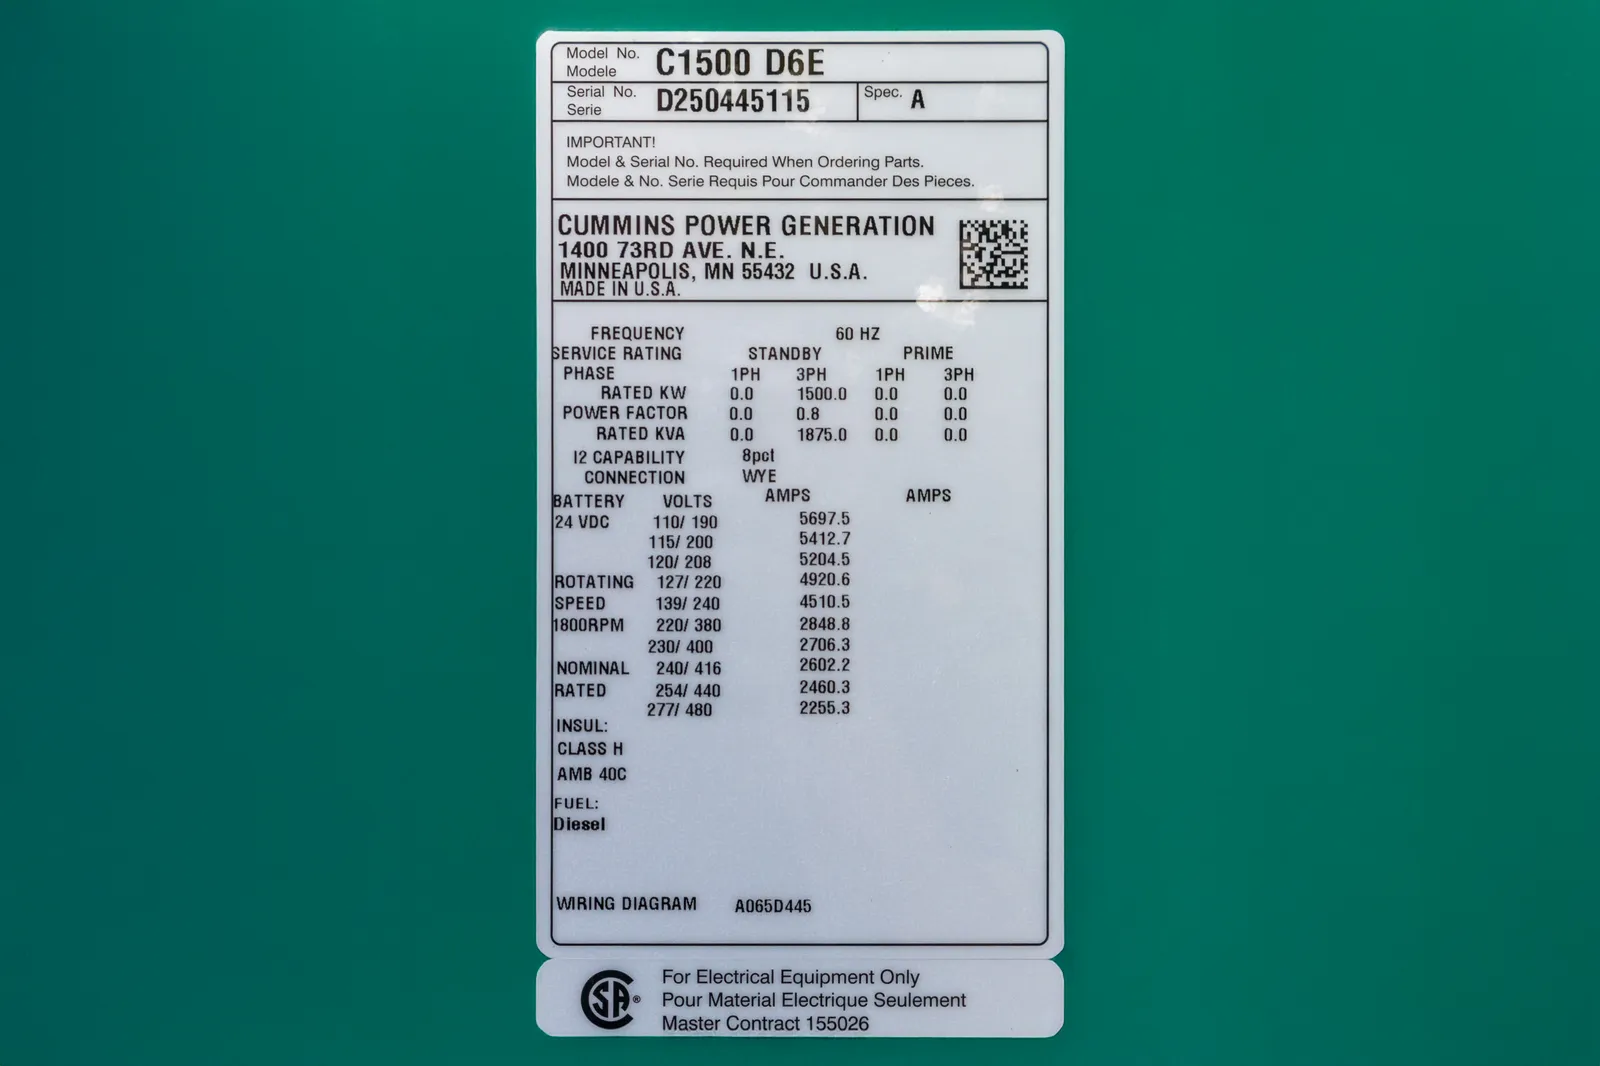 Model No. C1500 D6E
Modele
Serial No. D250445115 Spec. A
Serie
IMPORTANT!
Model & Serial No. Required When Ordering Parts.
Modele & No. Serie Requis Pour Commander Des Pieces.
CUMMINS POWER GENERATION
1400 73RD AVE. N.E.
MINNEAPOLIS, MN 55432 U.S.A.
MADE IN U.S.A.
FREQUENCY 60 HZ
SERVICE RATING STANDBY PRIME
PHASE 1PH 3PH 1PH 3PH
RATED KW 0.0 1500.0 0.0 0.0
POWER FACTOR 0.0 0.8 0.0 0.0
RATED KVA 0.0 1875.0 0.0 0.0
I2 CAPABILITY 8pct
CONNECTION WYE
BATTERY VOLTS AMPS AMPS
24 VDC 110/ 190 5697.5
115/ 200 5412.7
120/ 208 5204.5
ROTATING 127/ 220 4920.6
SPEED 139/ 240 4510.5
1800RPM 220/ 380 2848.8
230/ 400 2706.3
NOMINAL 240/ 416 2602.2
RATED 254/ 440 2460.3
277/ 480 2255.3
INSUL:
CLASS H
AMB 40C
FUEL:
Diesel
WIRING DIAGRAM A065D445
CSA®
For Electrical Equipment Only
Pour Material Electrique Seulement
Master Contract 155026